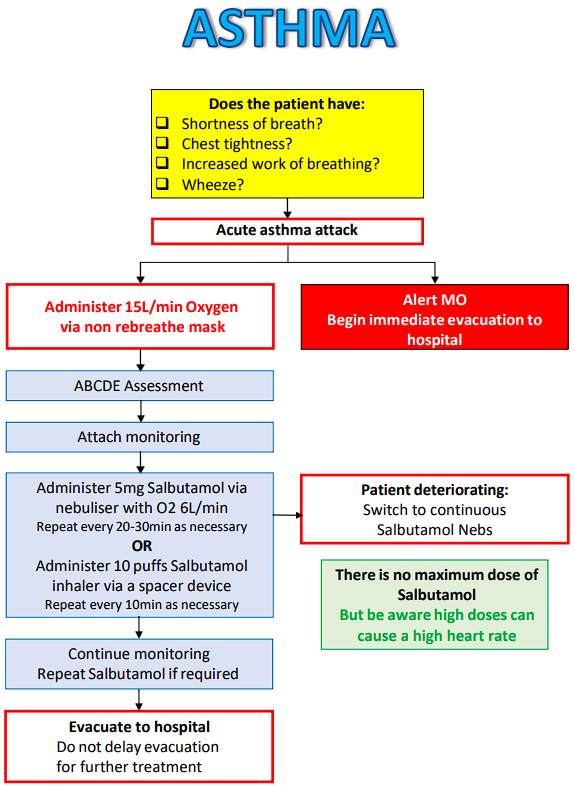 ASTHMA
Does the patient have:
❑ Shortness of breath?
❑ Chest tightness?
❑ Increased work of breathing?
❑ Wheeze?
Acute asthma attack
Administer 15L/min Oxygen
via non rebreathe mask
Alert MO
Begin immediate evacuation to
hospital
ABCDE Assessment
Attach monitoring
Administer 5mg Salbutamol via
nebuliser with O2 6L/min
Repeat every 20-30min as necessary
OR
Administer 10 puffs Salbutamol
inhaler via a spacer device
Repeat every 10min as necessary
Patient deteriorating:
Switch to continuous
Salbutamol Nebs
There is no maximum dose of
Salbutamol
But be aware high doses can
cause a high heart rate
Continue monitoring
Repeat Salbutamol if required
Evacuate to hospital
Do not delay evacuation
for further treatment